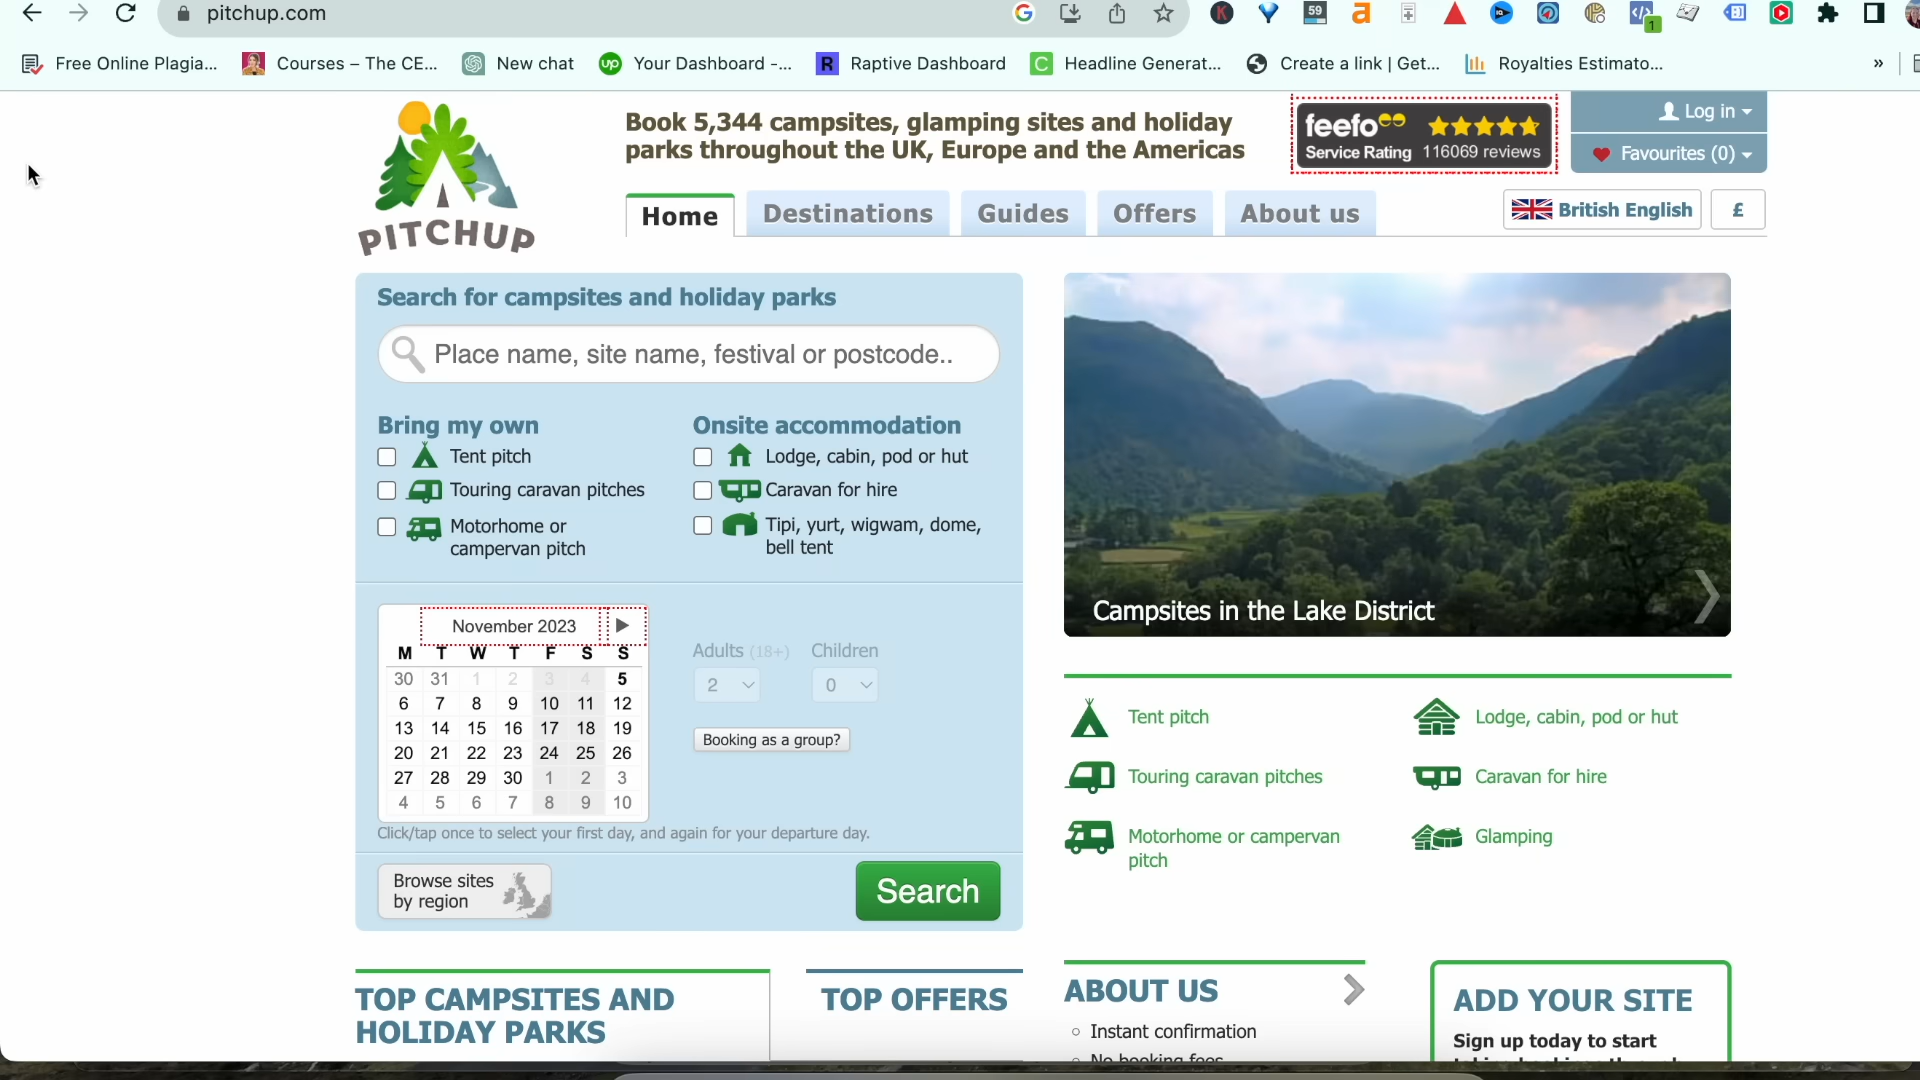 pitchup.com
59
1
Free Online Plagia...
Courses – The CE...
New chat
up
Your Dashboard -...
R
Raptive Dashboard
C
Headline Generat...
Create a link | Get...
Royalties Estimato...
»
PITCHUP
Book 5,344 campsites, glamping sites and holiday
parks throughout the UK, Europe and the Americas
feefo
Service Rating 116069 reviews
Log in
Favourites (0)
Home
Destinations
Guides
Offers
About us
British English
£
Search for campsites and holiday parks
Place name, site name, festival or postcode..
Bring my own
Tent pitch
Touring caravan pitches
Motorhome or
campervan pitch
Onsite accommodation
Lodge, cabin, pod or hut
Caravan for hire
Tipi, yurt, wigwam, dome,
bell tent
November 2023
M T W T F S S
30 31 1 2 3 4 5
6 7 8 9 10 11 12
13 14 15 16 17 18 19
20 21 22 23 24 25 26
27 28 29 30 1 2 3
4 5 6 7 8 9 10
Adults (18+) Children
2 0
Booking as a group?
Click/tap once to select your first day, and again for your departure day.
Browse sites
by region
Search
Campsites in the Lake District
Tent pitch
Lodge, cabin, pod or hut
Touring caravan pitches
Caravan for hire
Motorhome or campervan
pitch
Glamping
TOP CAMPSITES AND
HOLIDAY PARKS
TOP OFFERS
ABOUT US
Instant confirmation
No booking fees
ADD YOUR SITE
Sign up today to start